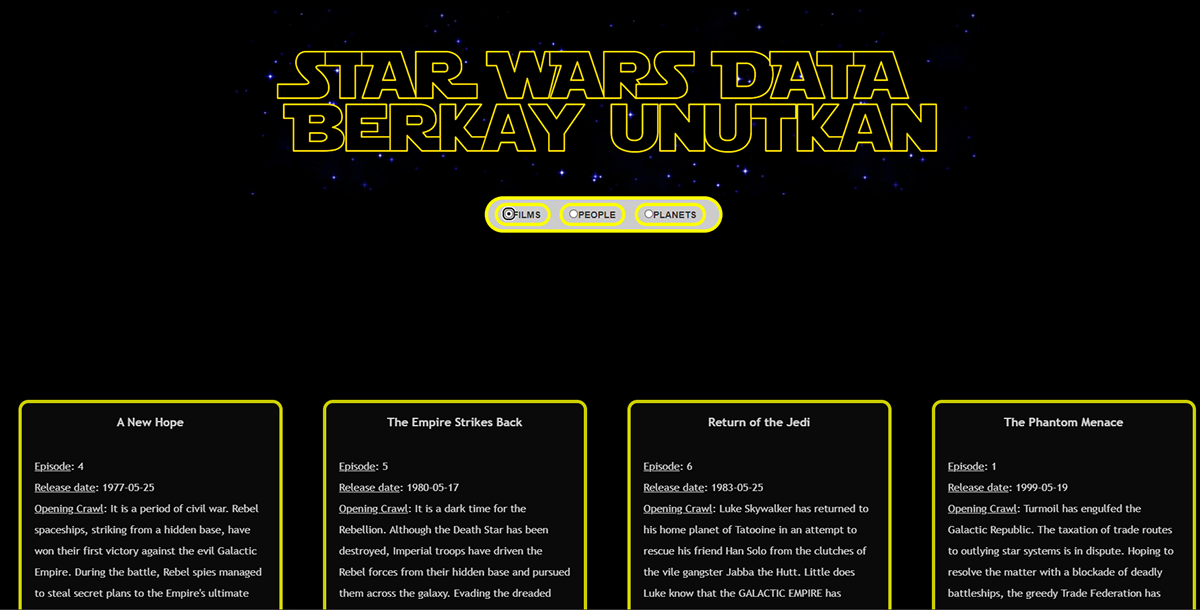 STAR WARS DATA
BERKAY UNUTKAN
FILMS PEOPLE PLANETS
A New Hope
Episode: 4
Release date: 1977-05-25
Opening Crawl: It is a period of civil war. Rebel
spaceships, striking from a hidden base, have
won their first victory against the evil Galactic
Empire. During the battle, Rebel spies managed
to steal secret plans to the Empire's ultimate
The Empire Strikes Back
Episode: 5
Release date: 1980-05-17
Opening Crawl: It is a dark time for the
Rebellion. Although the Death Star has been
destroyed, Imperial troops have driven the
Rebel forces from their hidden base and pursued
them across the galaxy. Evading the dreaded
Return of the Jedi
Episode: 6
Release date: 1983-05-25
Opening Crawl: Luke Skywalker has returned to
his home planet of Tatooine in an attempt to
rescue his friend Han Solo from the clutches of
the vile gangster Jabba the Hutt. Little does
Luke know that the GALACTIC EMPIRE has
The Phantom Menace
Episode: 1
Release date: 1999-05-19
Opening Crawl: Turmoil has engulfed the
Galactic Republic. The taxation of trade routes
to outlying star systems is in dispute. Hoping to
resolve the matter with a blockade of deadly
battleships, the greedy Trade Federation has